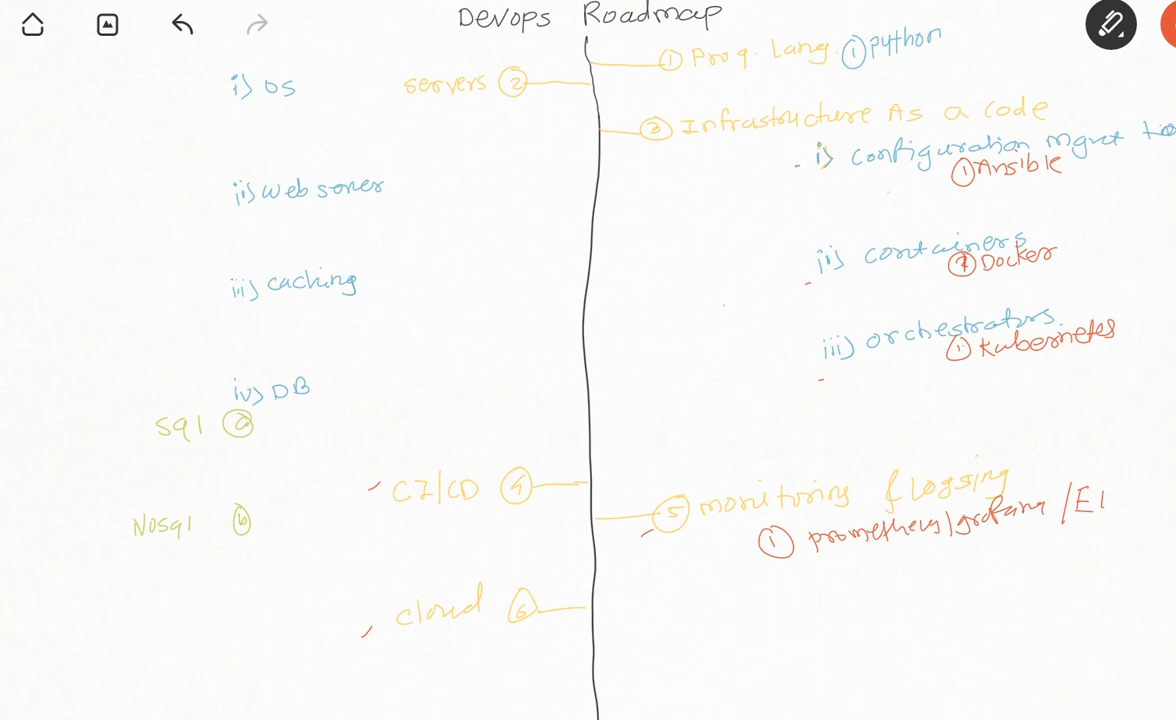 Devops Roadmap
① Prog. lang. ① python
servers ②
i) OS
ii) web server
iii) caching
iv) DB
Sql ⓐ
Nosql ⓑ
③ Infrastructure As a code
i) configuration mgmt
① Ansible
ii) containers
① Docker
iii) orchestrators.
① Kubernetes
CI/CD ④
⑤ monitoring & logging
① prometheus/grafana /El
cloud ⑥